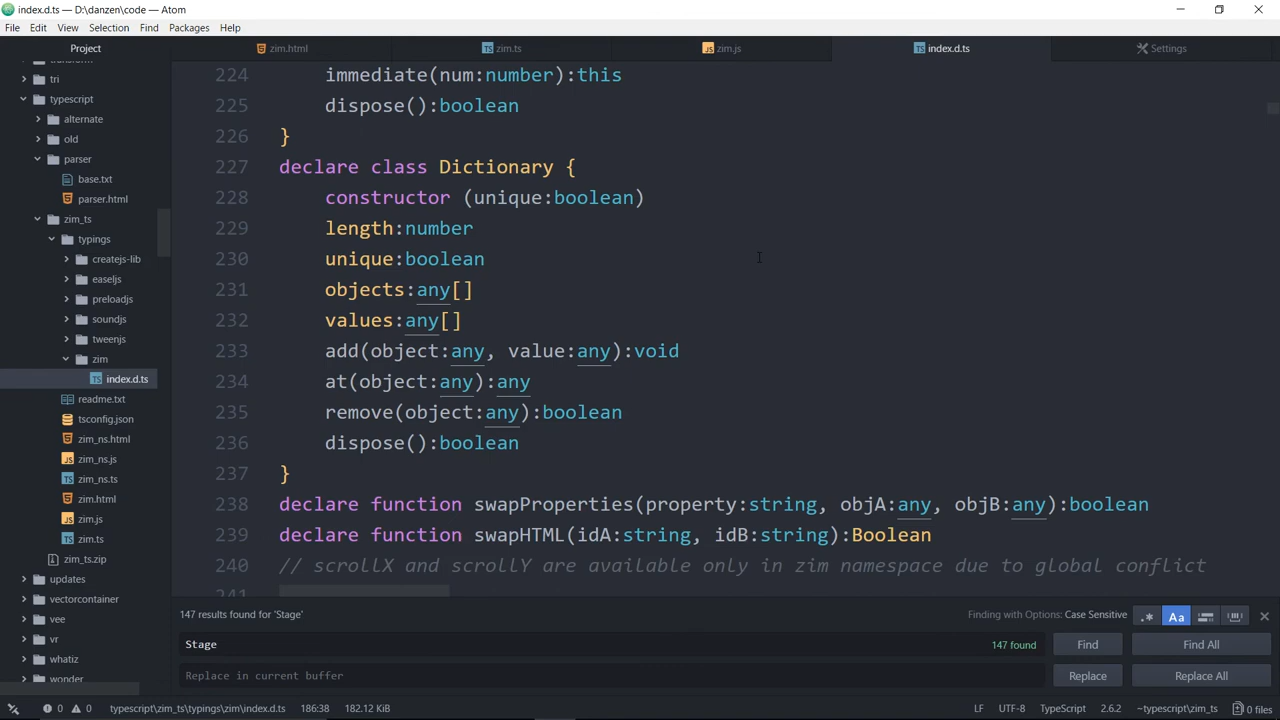 index.d.ts — D:\danzen\code — Atom
File Edit View Selection Find Packages Help
Project
zim.html
zim.ts
zim.js
index.d.ts
Settings
tri
typescript
alternate
old
parser
base.txt
parser.html
zim_ts
typings
createjs-lib
easeljs
preloadjs
soundjs
tweenjs
zim
index.d.ts
readme.txt
tsconfig.json
zim_ns.html
zim_ns.js
zim_ns.ts
zim.html
zim.js
zim.ts
zim_ts.zip
updates
vectorcontainer
vee
vr
whatiz
wonder
224 immediate(num:number):this
225 dispose():boolean
226 }
227 declare class Dictionary {
228 constructor (unique:boolean)
229 length:number
230 unique:boolean
231 objects:any[]
232 values:any[]
233 add(object:any, value:any):void
234 at(object:any):any
235 remove(object:any):boolean
236 dispose():boolean
237 }
238 declare function swapProperties(property:string, objA:any, objB:any):boolean
239 declare function swapHTML(idA:string, idB:string):Boolean
240 // scrollX and scrollY are available only in zim namespace due to global conflict
241
147 results found for 'Stage'
Finding with Options: Case Sensitive
.* Aa
Stage 147 found Find Find All
Replace in current buffer Replace Replace All
0 0 typescript\zim_ts\typings\zim\index.d.ts 186:38 182.12 KiB LF UTF-8 TypeScript 2.6.2 ~typescript\zim_ts 0 files